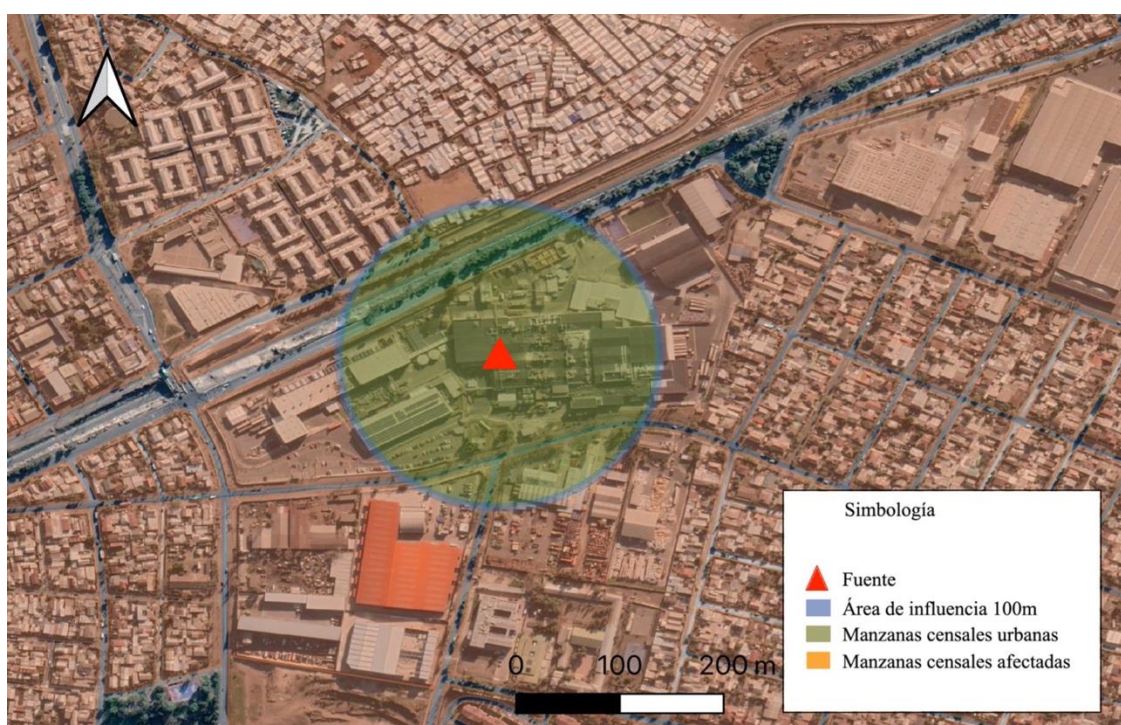 Simbología
Fuente
Área de influencia 100m
Manzanas censales urbanas
Manzanas censales afectadas
0 100 200 m